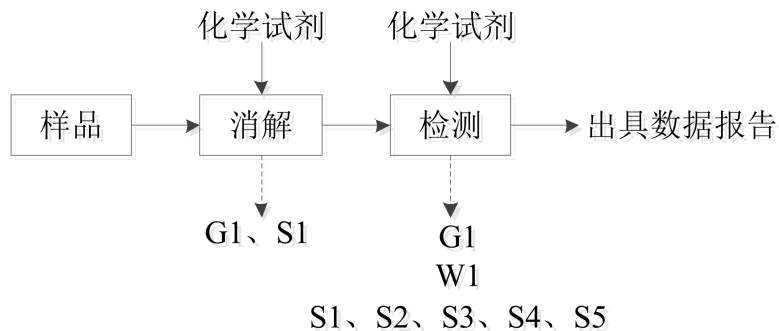 化学试剂 化学试剂
样品 消解 检测 出具数据报告
G1、S1
G1
W1
S1、S2、S3、S4、S5